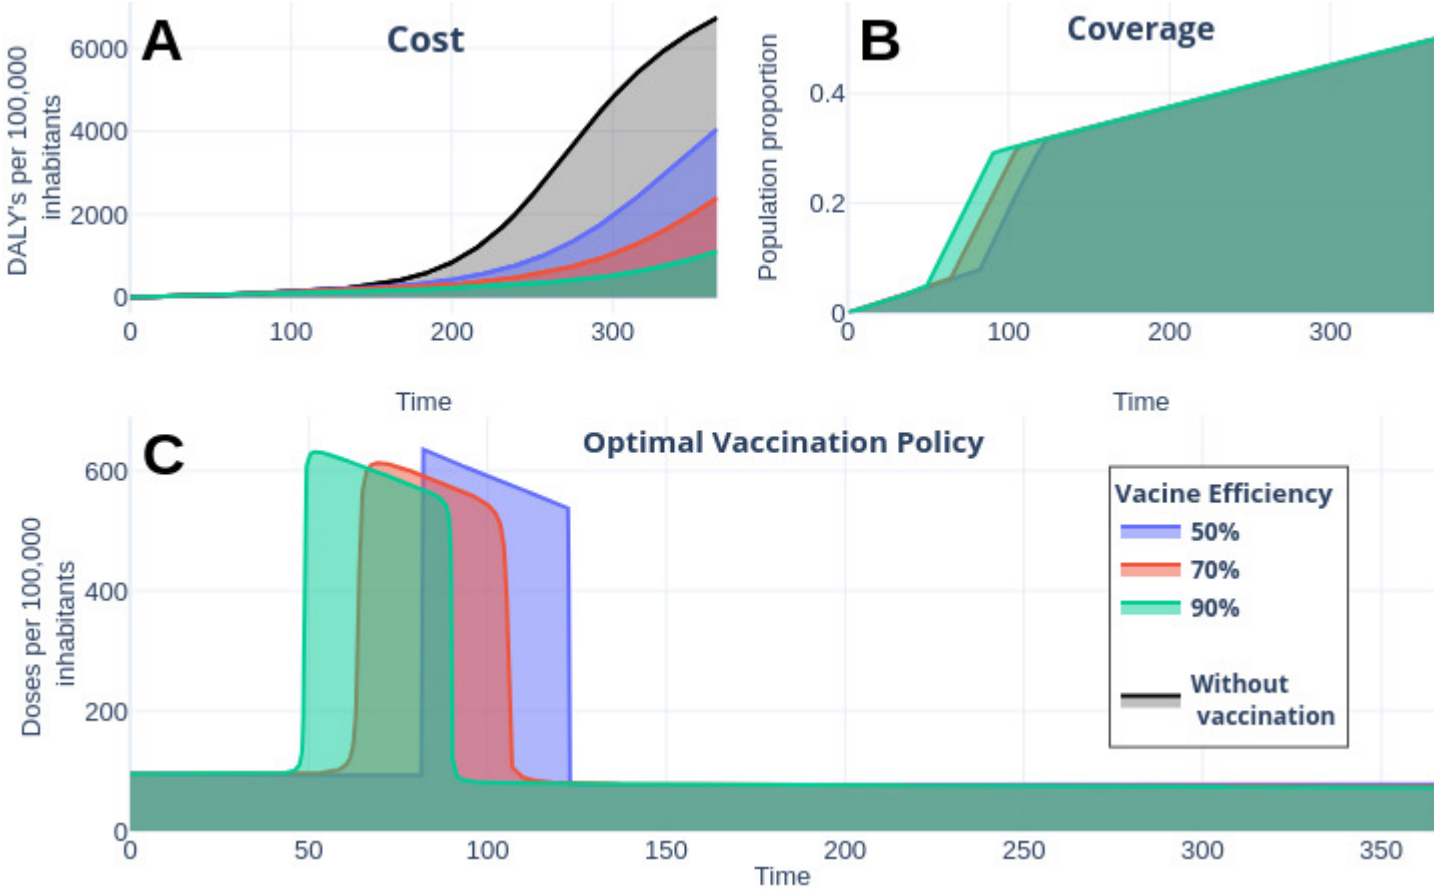 A
Cost
DALY's per 100,000
inhabitants
6000
4000
2000
0
0
100
200
300
Time
B
Coverage
Population proportion
0.4
0.2
0
0
100
200
300
Time
C
Optimal Vaccination Policy
Doses per 100,000
inhabitants
600
400
200
0
0
50
100
150
200
250
300
350
Time
Vacine Efficiency
50%
70%
90%
Without
vaccination